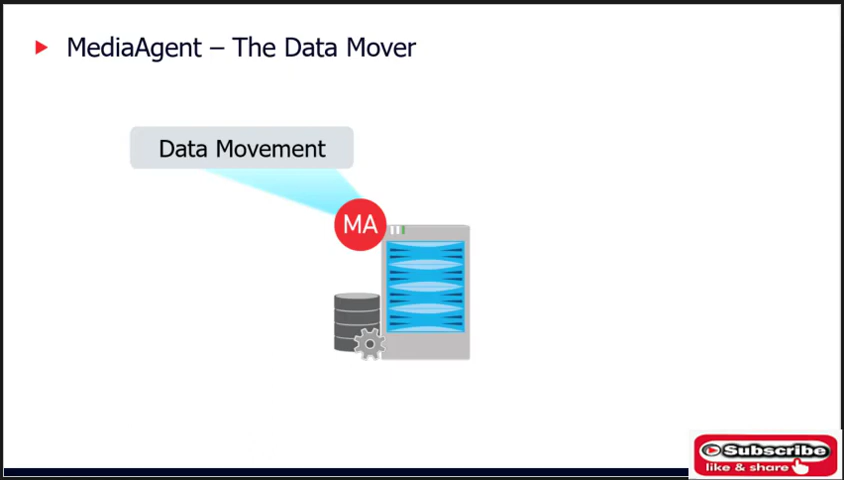 MediaAgent – The Data Mover
Data Movement
MA
Subscribe
like & share